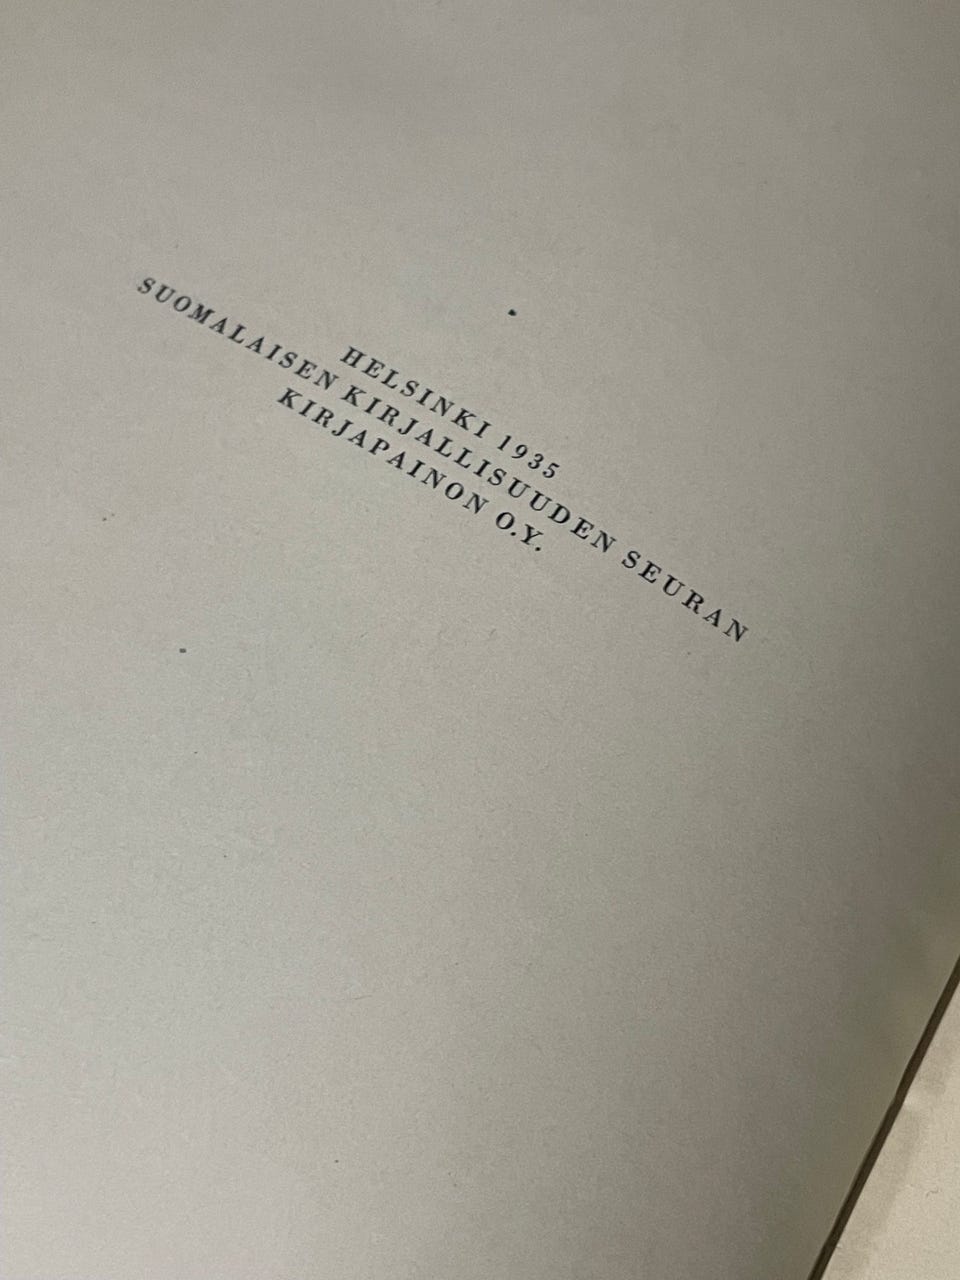 HELSINKI 1935
SUOMALAISEN KIRJALLISUUDEN SEURAN
KIRJAPAINON O.Y.